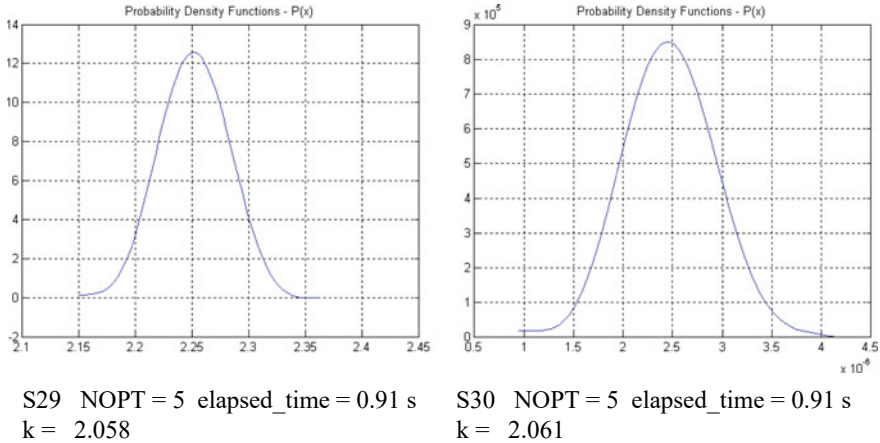 Probability Density Functions - P(x)
14
12
10
8
6
4
2
0
-2
2.1 2.15 2.2 2.25 2.3 2.35 2.4 2.45
S29 NOPT = 5 elapsed_time = 0.91 s
k = 2.058
Probability Density Functions - P(x)
x 10^5
9
8
7
6
5
4
3
2
1
0
0.5 1 1.5 2 2.5 3 3.5 4 4.5
x 10^-6
S30 NOPT = 5 elapsed_time = 0.91 s
k = 2.061